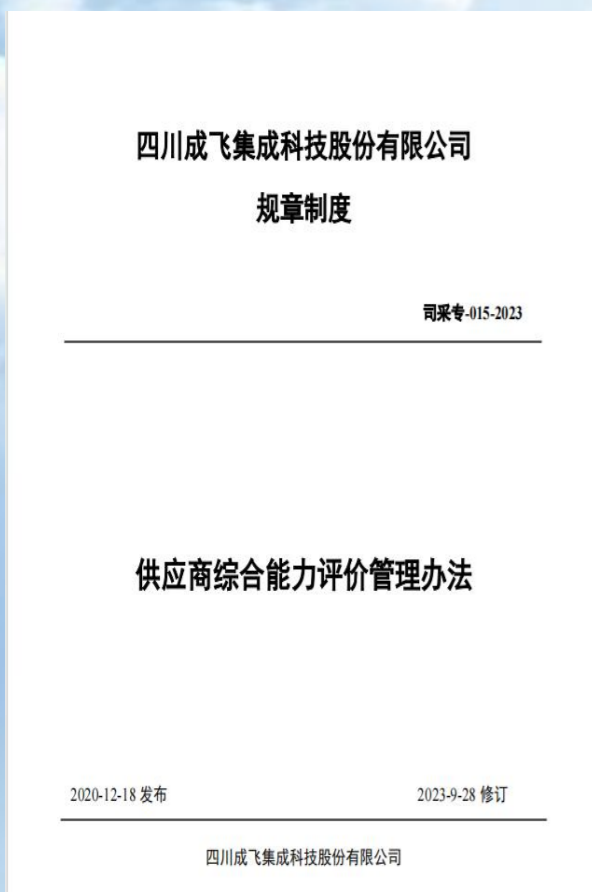 四川成飞集成科技股份有限公司
规章制度
司采专-015-2023
供应商综合能力评价管理办法
2020-12-18 发布 2023-9-28 修订
四川成飞集成科技股份有限公司